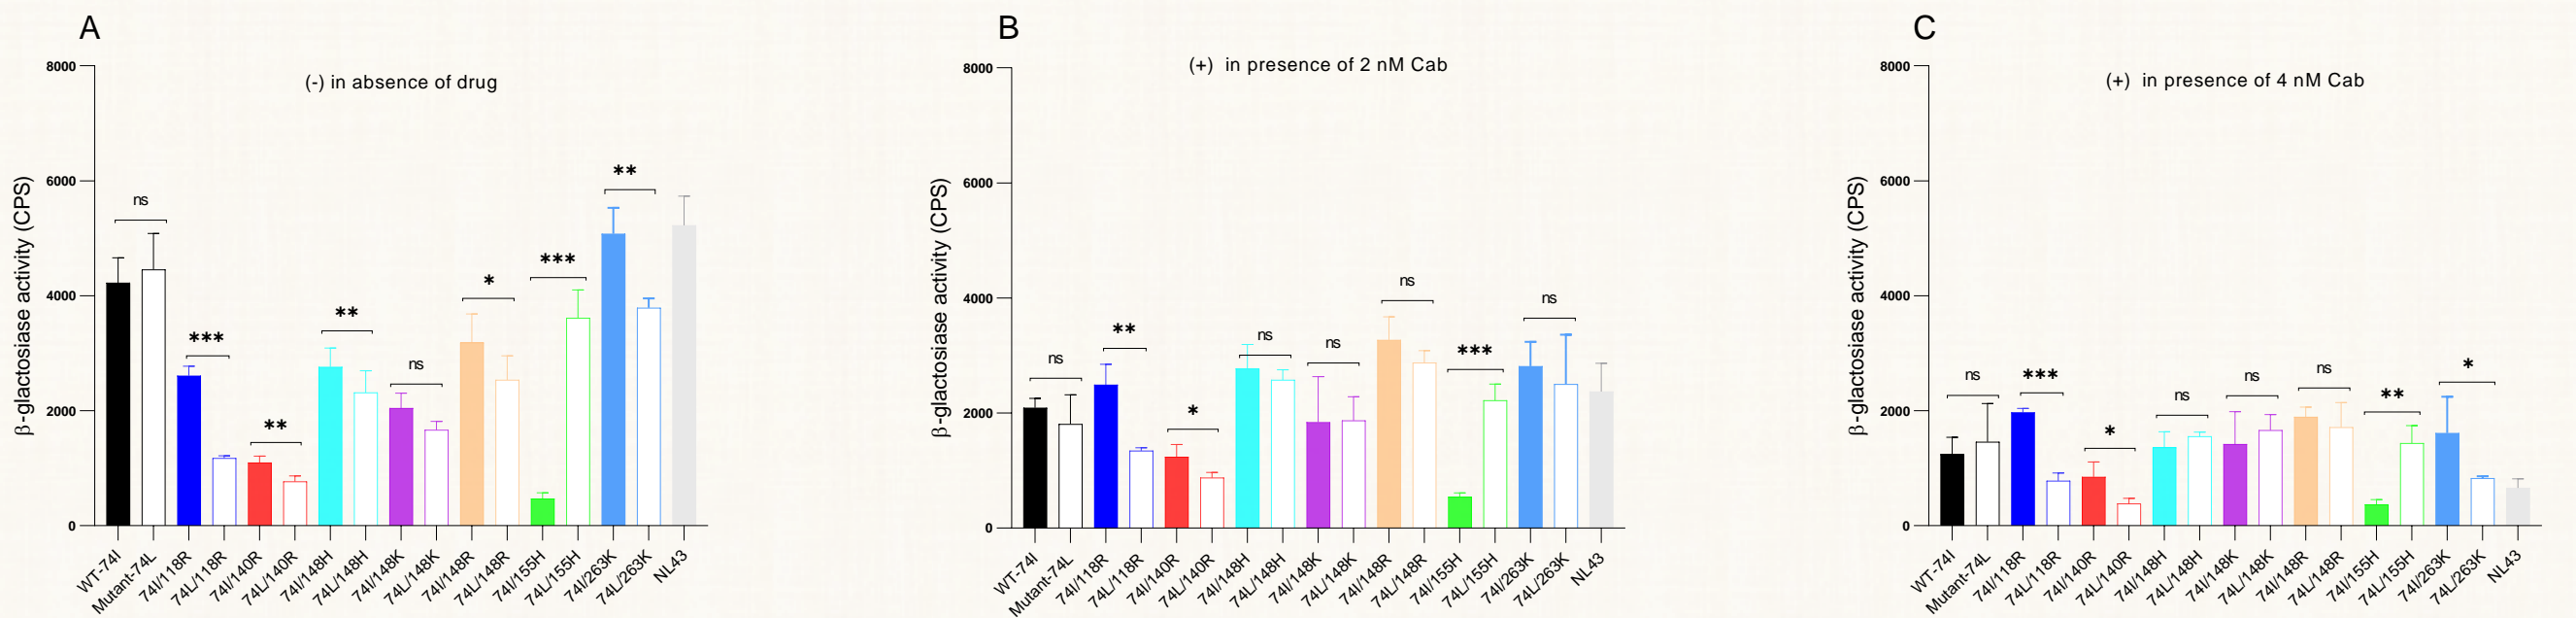 A
(-) in absence of drug
β-glactosiase activity (CPS)
8000
6000
4000
2000
0
ns
***
**
**
ns
*
***
**
WT-74I
Mutant-74L
74I/118R
74L/118R
74I/140R
74L/140R
74I/148H
74L/148H
74I/148K
74L/148K
74I/148R
74L/148R
74I/155H
74L/155H
74I/263K
74L/263K
NL43
B
(+) in presence of 2 nM Cab
β-glactosiase activity (CPS)
8000
6000
4000
2000
0
ns
**
*
ns
ns
ns
***
ns
WT-74I
Mutant-74L
74I/118R
74L/118R
74I/140R
74L/140R
74I/148H
74L/148H
74I/148K
74L/148K
74I/148R
74L/148R
74I/155H
74L/155H
74I/263K
74L/263K
NL43
C
(+) in presence of 4 nM Cab
β-glactosiase activity (CPS)
8000
6000
4000
2000
0
ns
***
*
ns
ns
ns
**
*
WT-74I
Mutant-74L
74I/118R
74L/118R
74I/140R
74L/140R
74I/148H
74L/148H
74I/148K
74L/148K
74I/148R
74L/148R
74I/155H
74L/155H
74I/263K
74L/263K
NL43